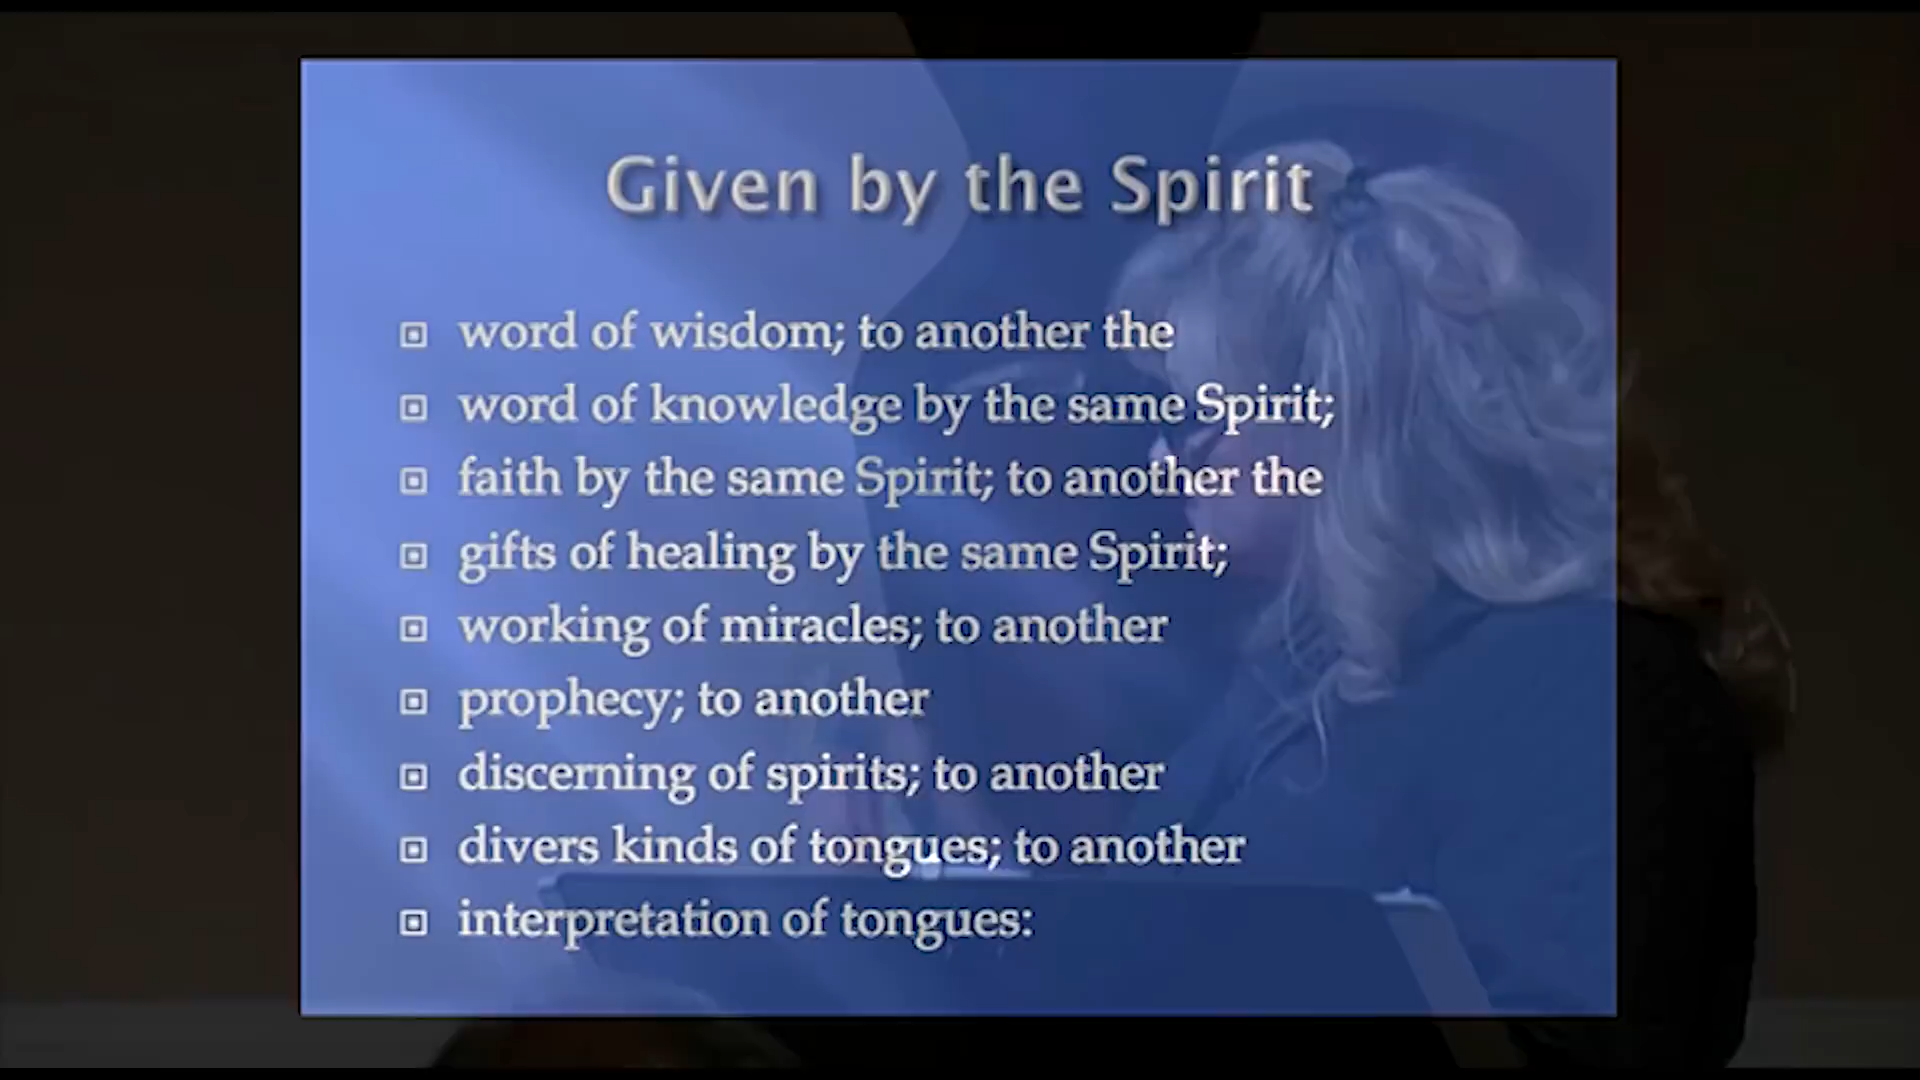 Given by the Spirit
word of wisdom; to another the
word of knowledge by the same Spirit;
faith by the same Spirit; to another the
gifts of healing by the same Spirit;
working of miracles; to another
prophecy; to another
discerning of spirits; to another
divers kinds of tongues; to another
interpretation of tongues: